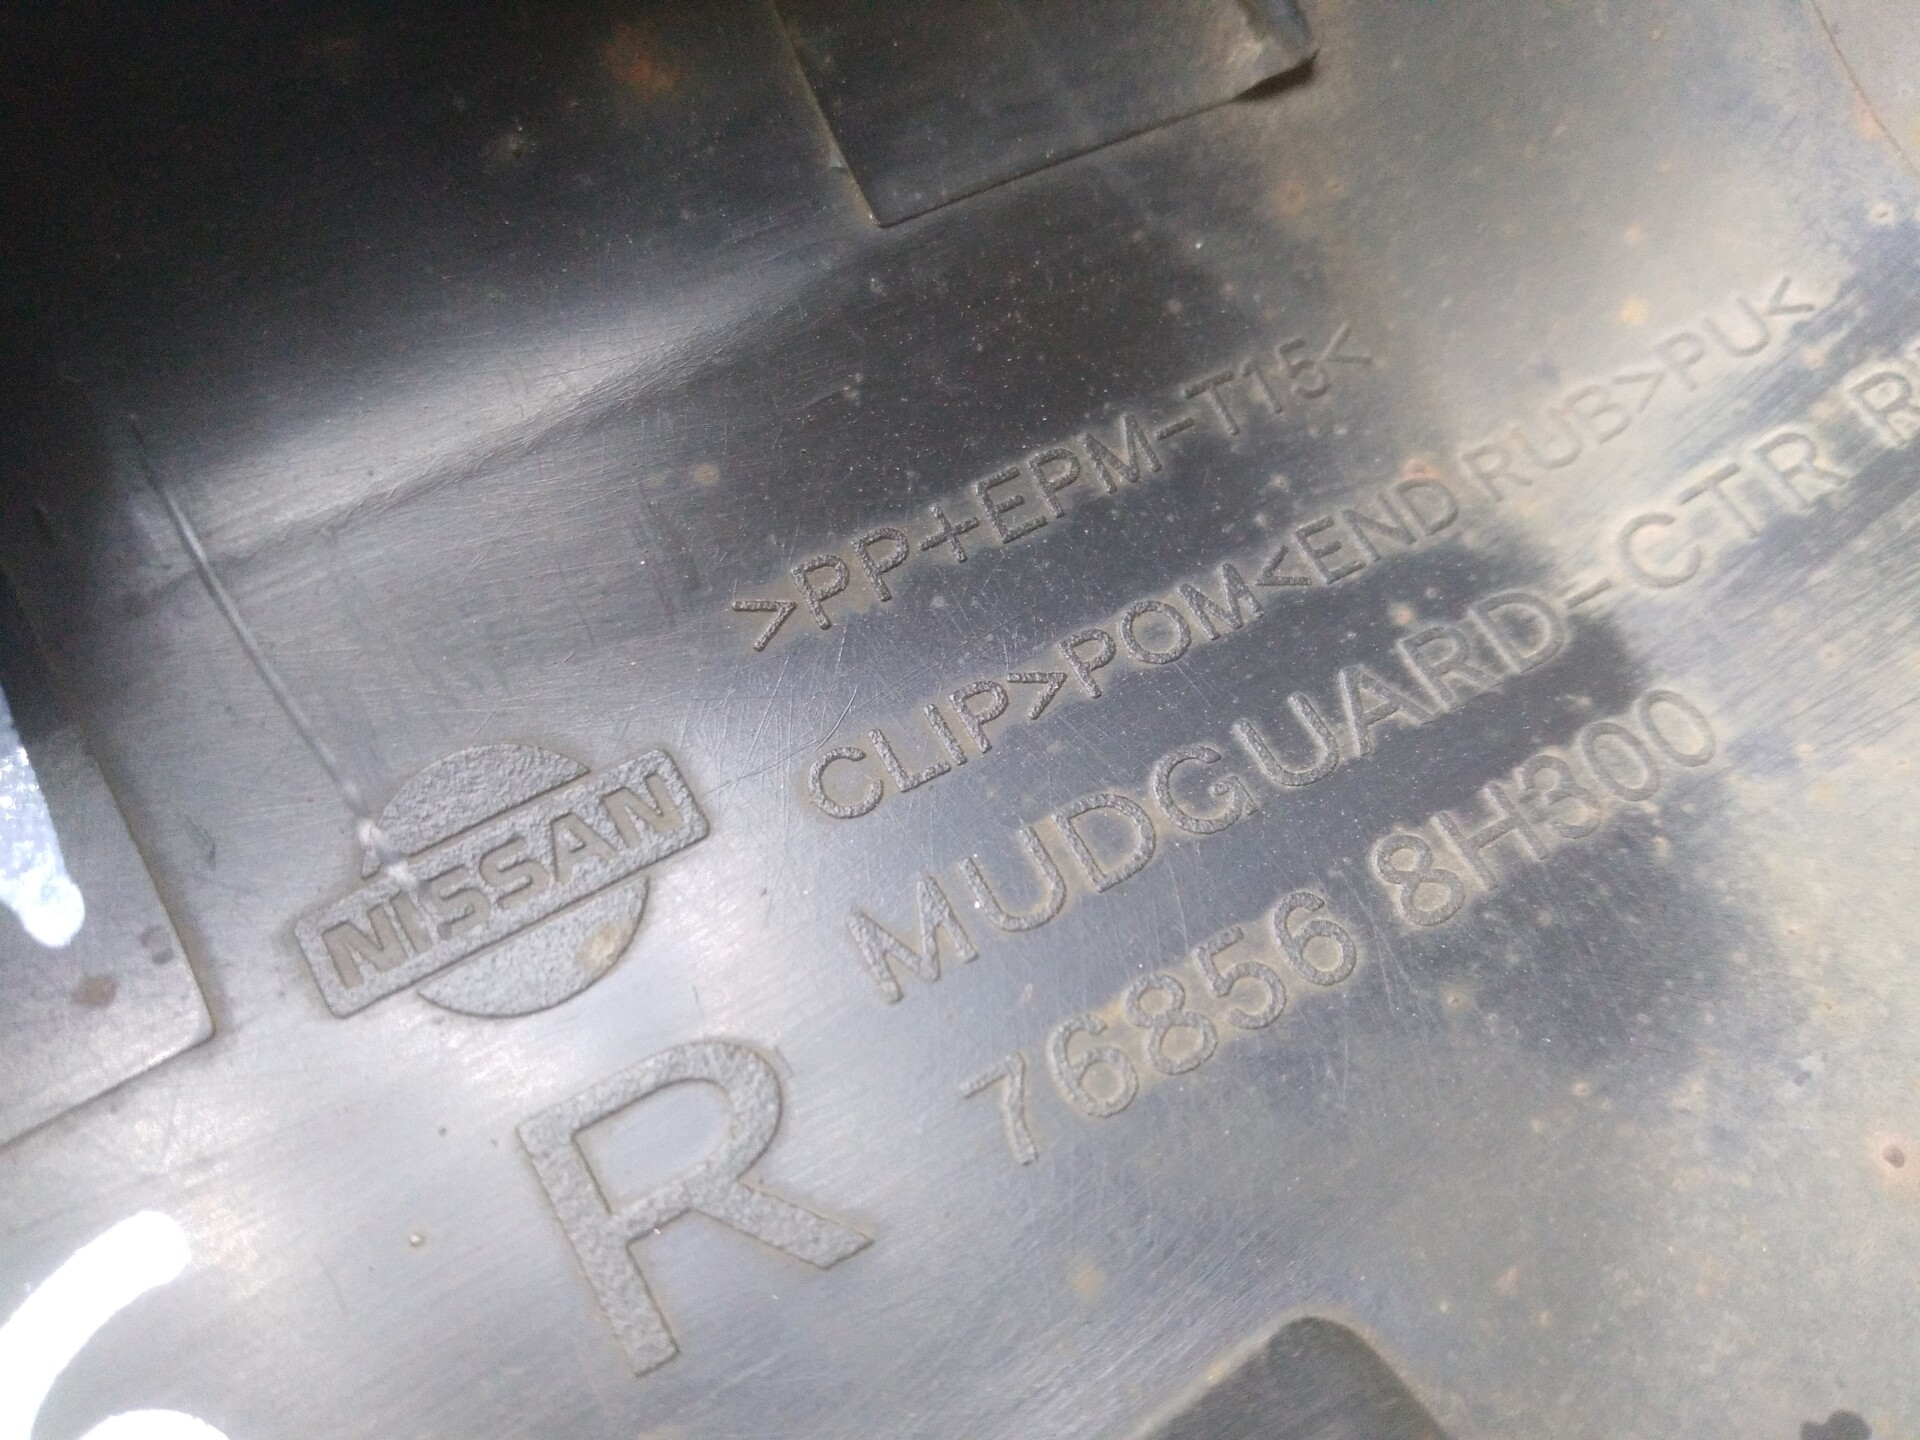 >PP+EPM-T15<
CLIP>POM<END RUB>PU<
MUDGUARD-CTR
76856 8H300
NISSAN
R